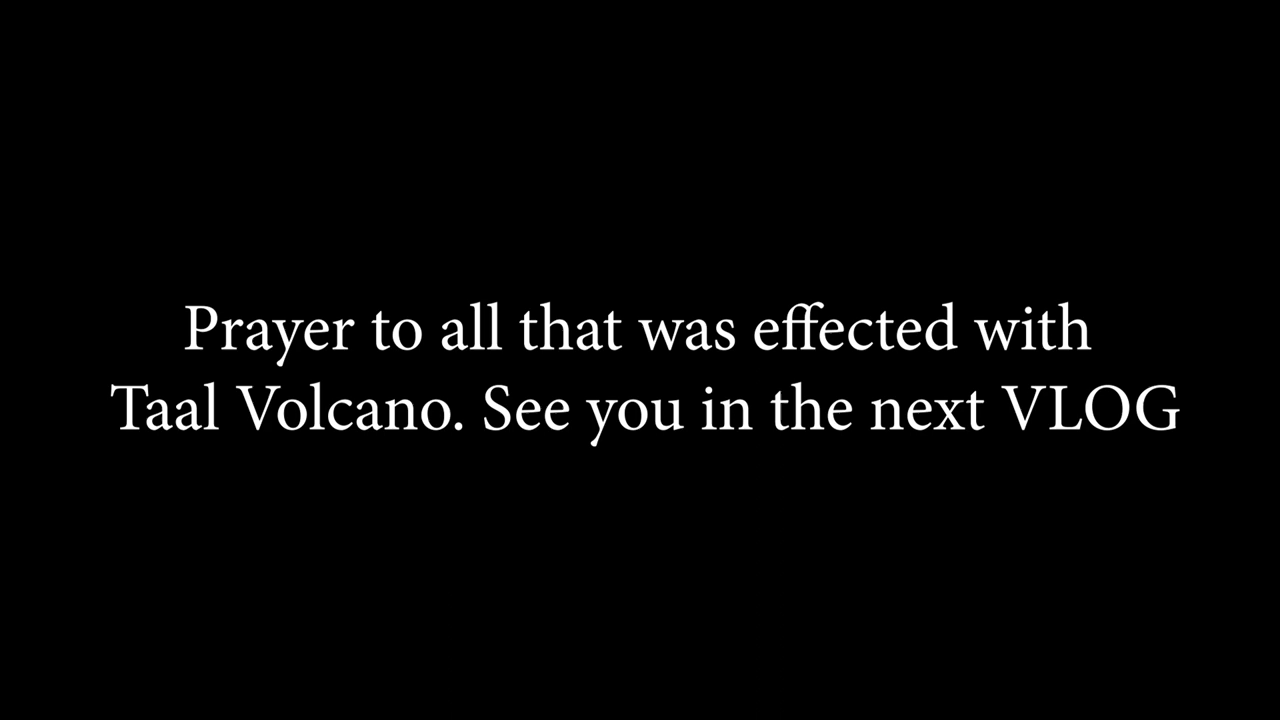 Prayer to all that was effected with
Taal Volcano. See you in the next VLOG